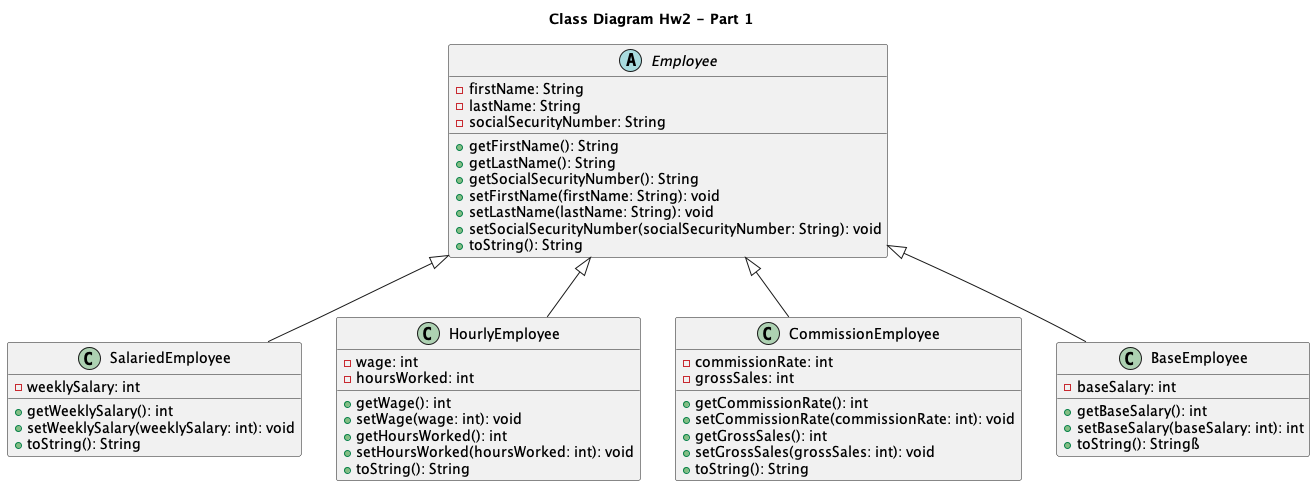 Class Diagram Hw2 - Part 1
A Employee
firstName: String
lastName: String
socialSecurityNumber: String
getFirstName(): String
getLastName(): String
getSocialSecurityNumber(): String
setFirstName(firstName: String): void
setLastName(lastName: String): void
setSocialSecurityNumber(socialSecurityNumber: String): void
toString(): String
C SalariedEmployee
weeklySalary: int
getWeeklySalary(): int
setWeeklySalary(weeklySalary: int): void
toString(): String
C HourlyEmployee
wage: int
hoursWorked: int
getWage(): int
setWage(wage: int): void
getHoursWorked(): int
setHoursWorked(hoursWorked: int): void
toString(): String
C CommissionEmployee
commissionRate: int
grossSales: int
getCommissionRate(): int
setCommissionRate(commissionRate: int): void
getGrossSales(): int
setGrossSales(grossSales: int): void
toString(): String
C BaseEmployee
baseSalary: int
getBaseSalary(): int
setBaseSalary(baseSalary: int): int
toString(): Stringß